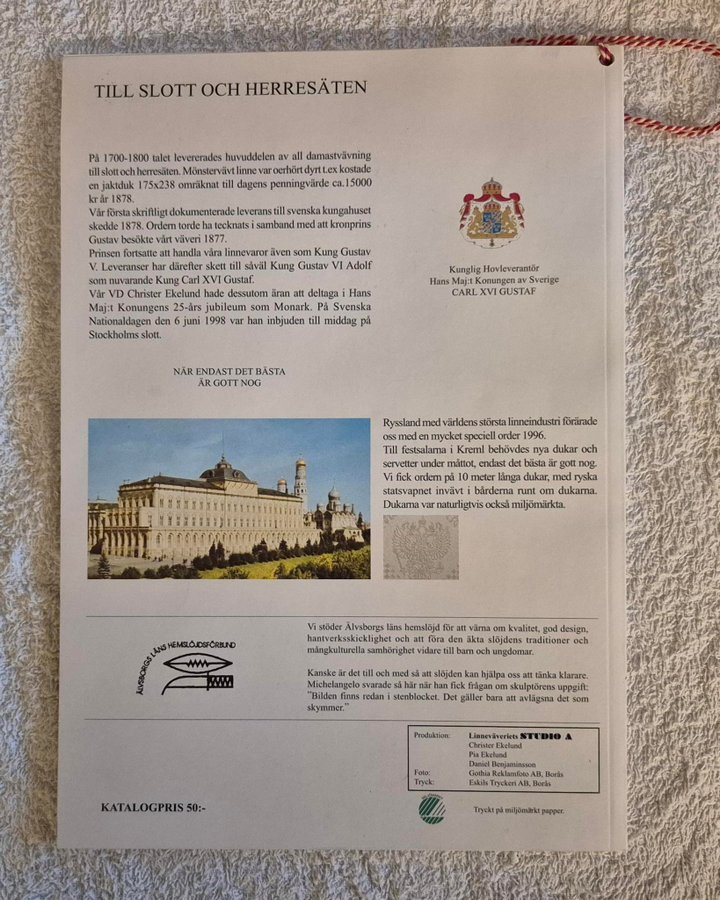 TILL SLOTT OCH HERRESÄTEN
På 1700-1800 talet levererades huvuddelen av all damastvävning
till slott och herresäten. Mönstervävt linne var oerhört dyrt t.ex kostade
en jaktduk 175x238 omräknat till dagens penningvärde ca.15000
kr år 1878.
Vår första skriftligt dokumenterade leverans till svenska kungahuset
skedde 1878. Ordern torde ha tecknats i samband med att kronprins
Gustav besökte vårt väveri 1877.
Prinsen fortsatte att handla våra linnevaror även som Kung Gustav
V. Leveranser har därefter skett till såväl Kung Gustav VI Adolf
som nuvarande Kung Carl XVI Gustaf.
Vår VD Christer Ekelund hade dessutom äran att deltaga i Hans
Maj:t Konungens 25-års jubileum som Monark. På Svenska
Nationaldagen den 6 juni 1998 var han inbjuden till middag på
Stockholms slott.
NÄR ENDAST DET BÄSTA
ÄR GOTT NOG
Kunglig Hovleverantör
Hans Maj:t Konungen av Sverige
CARL XVI GUSTAF
Ryssland med världens största linneindustri förärade
oss med en mycket speciell order 1996.
Till festsalarna i Kreml behövdes nya dukar och
servetter under måttot, endast det bästa är gott nog.
Vi fick ordern på 10 meter långa dukar, med ryska
statsvapnet invävt i bårderna runt om dukarna.
Dukarna var naturligtvis också miljömärkta.
ÄLVSBORGS LÄNS HEMSLÖJDSFÖRBUND
Vi stöder Älvsborgs läns hemslöjd för att värna om kvalitet, god design,
hantverksskicklighet och att föra den äkta slöjdens traditioner och
mångkulturella samhörighet vidare till barn och ungdomar.
Kanske är det till och med så att slöjden kan hjälpa oss att tänka klarare.
Michelangelo svarade så här när han fick frågan om skulptörens uppgift:
"Bilden finns redan i stenblocket. Det gäller bara att avlägsna det som
skymmer."
Produktion: Linneväveriets STUDIO A
Christer Ekelund
Pia Ekelund
Daniel Benjaminsson
Foto: Gothia Reklamfoto AB, Borås
Tryck: Eskils Tryckeri AB, Borås
KATALOGPRIS 50:-
Tryckt på miljömärkt papper.